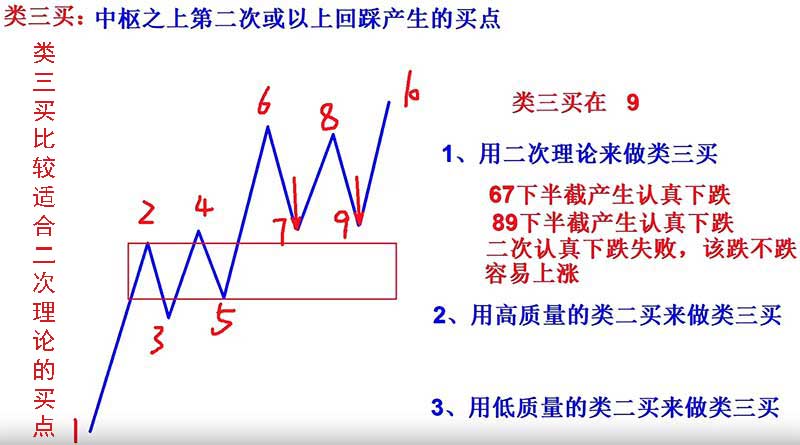 类三买：中枢之上第二次或以上回踩产生的买点
类三买比较适合二次理论的买点
1
2
3
4
5
6
7
8
9
10
类三买在 9
1、用二次理论来做类三买
67下半截产生认真下跌
89下半截产生认真下跌
二次认真下跌失败，该跌不跌
容易上涨
2、用高质量的类二买来做类三买
3、用低质量的类二买来做类三买